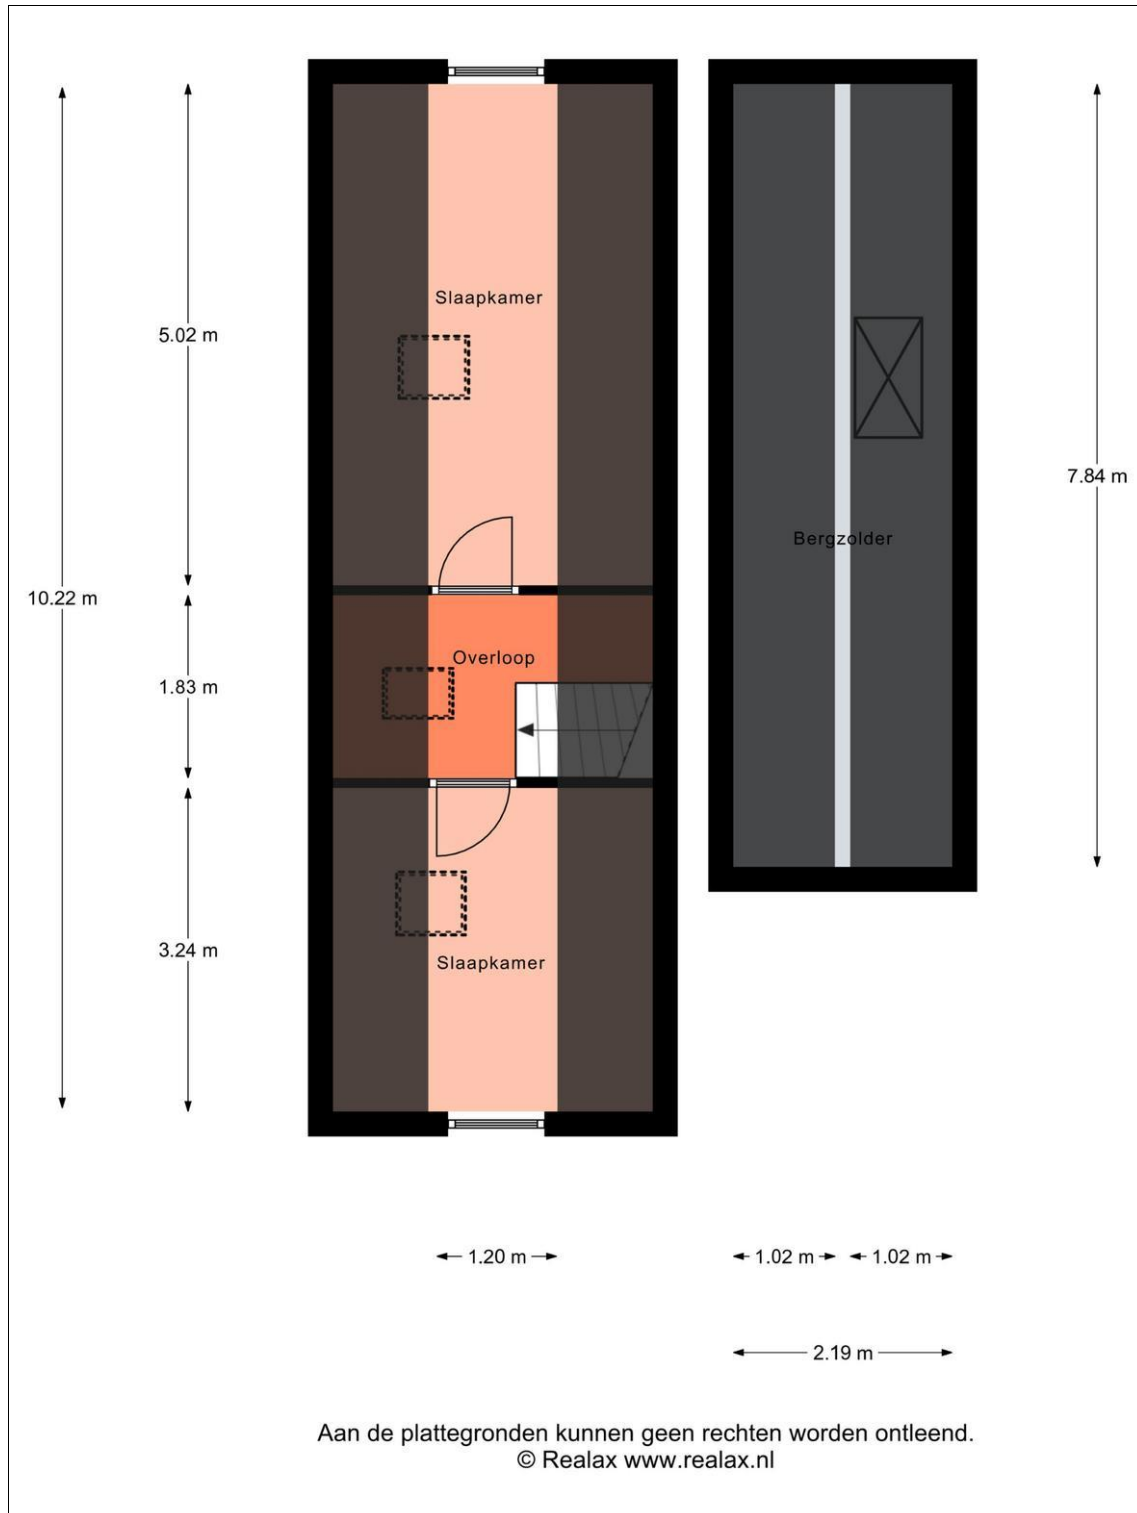 Slaapkamer
5.02 m
7.84 m
Bergzolder
10.22 m
Overloop
1.83 m
3.24 m
Slaapkamer
1.20 m
1.02 m
1.02 m
2.19 m
Aan de plattegronden kunnen geen rechten worden ontleend.
© Realax www.realax.nl